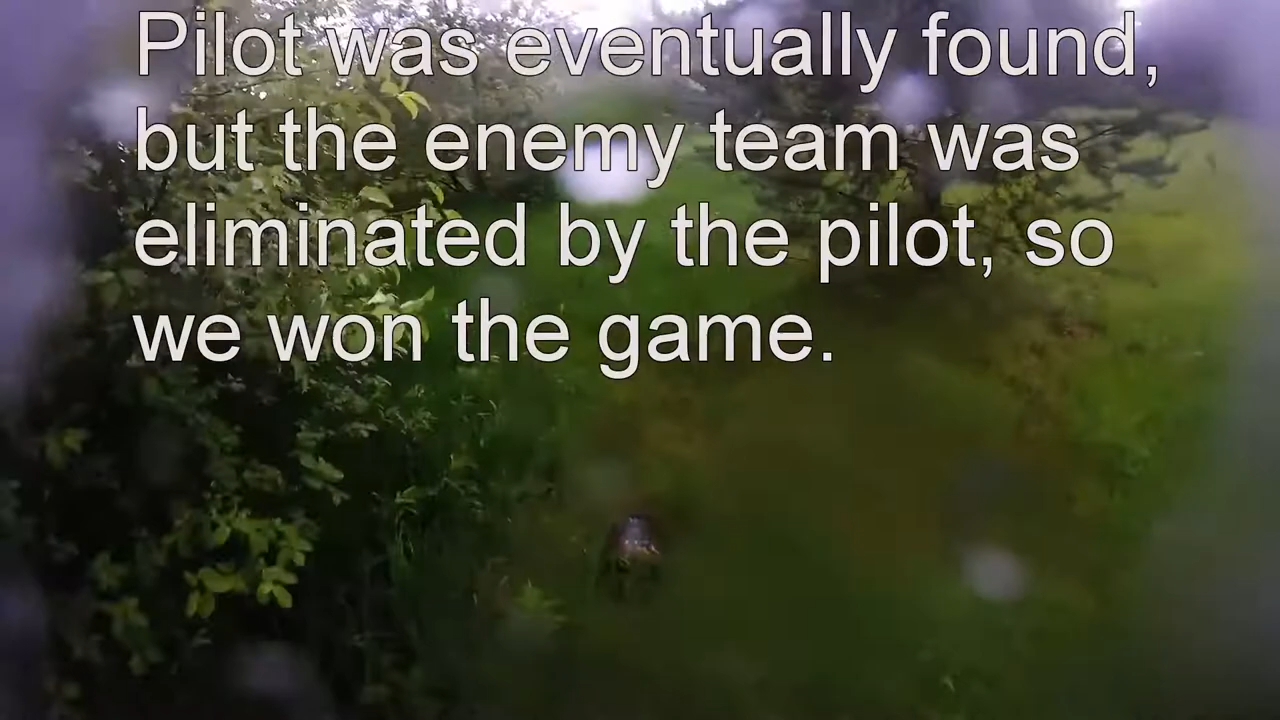 Pilot was eventually found,
but the enemy team was
eliminated by the pilot, so
we won the game.